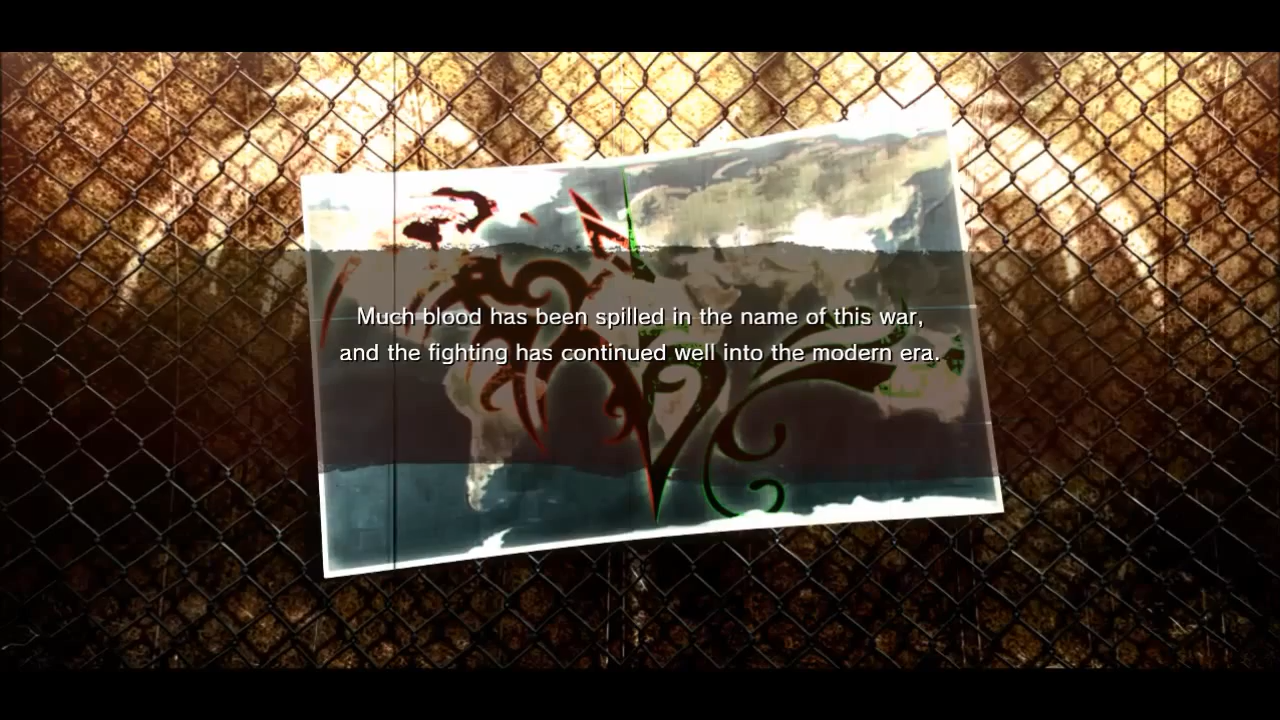 Much blood has been spilled in the name of this war,
and the fighting has continued well into the modern era.